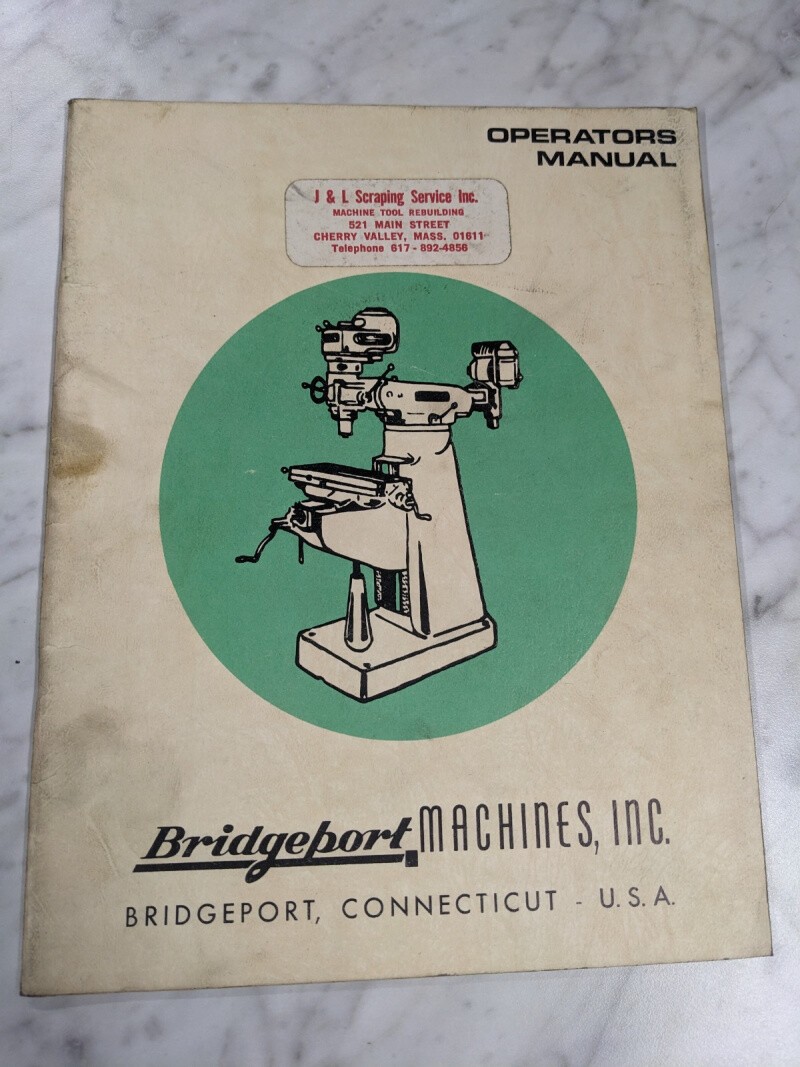 OPERATORS
MANUAL
J & L Scraping Service Inc.
MACHINE TOOL REBUILDING
521 MAIN STREET
CHERRY VALLEY, MASS. 01611
Telephone 617 - 892-4856
Bridgeport MACHINES, INC.
BRIDGEPORT, CONNECTICUT - U.S.A.